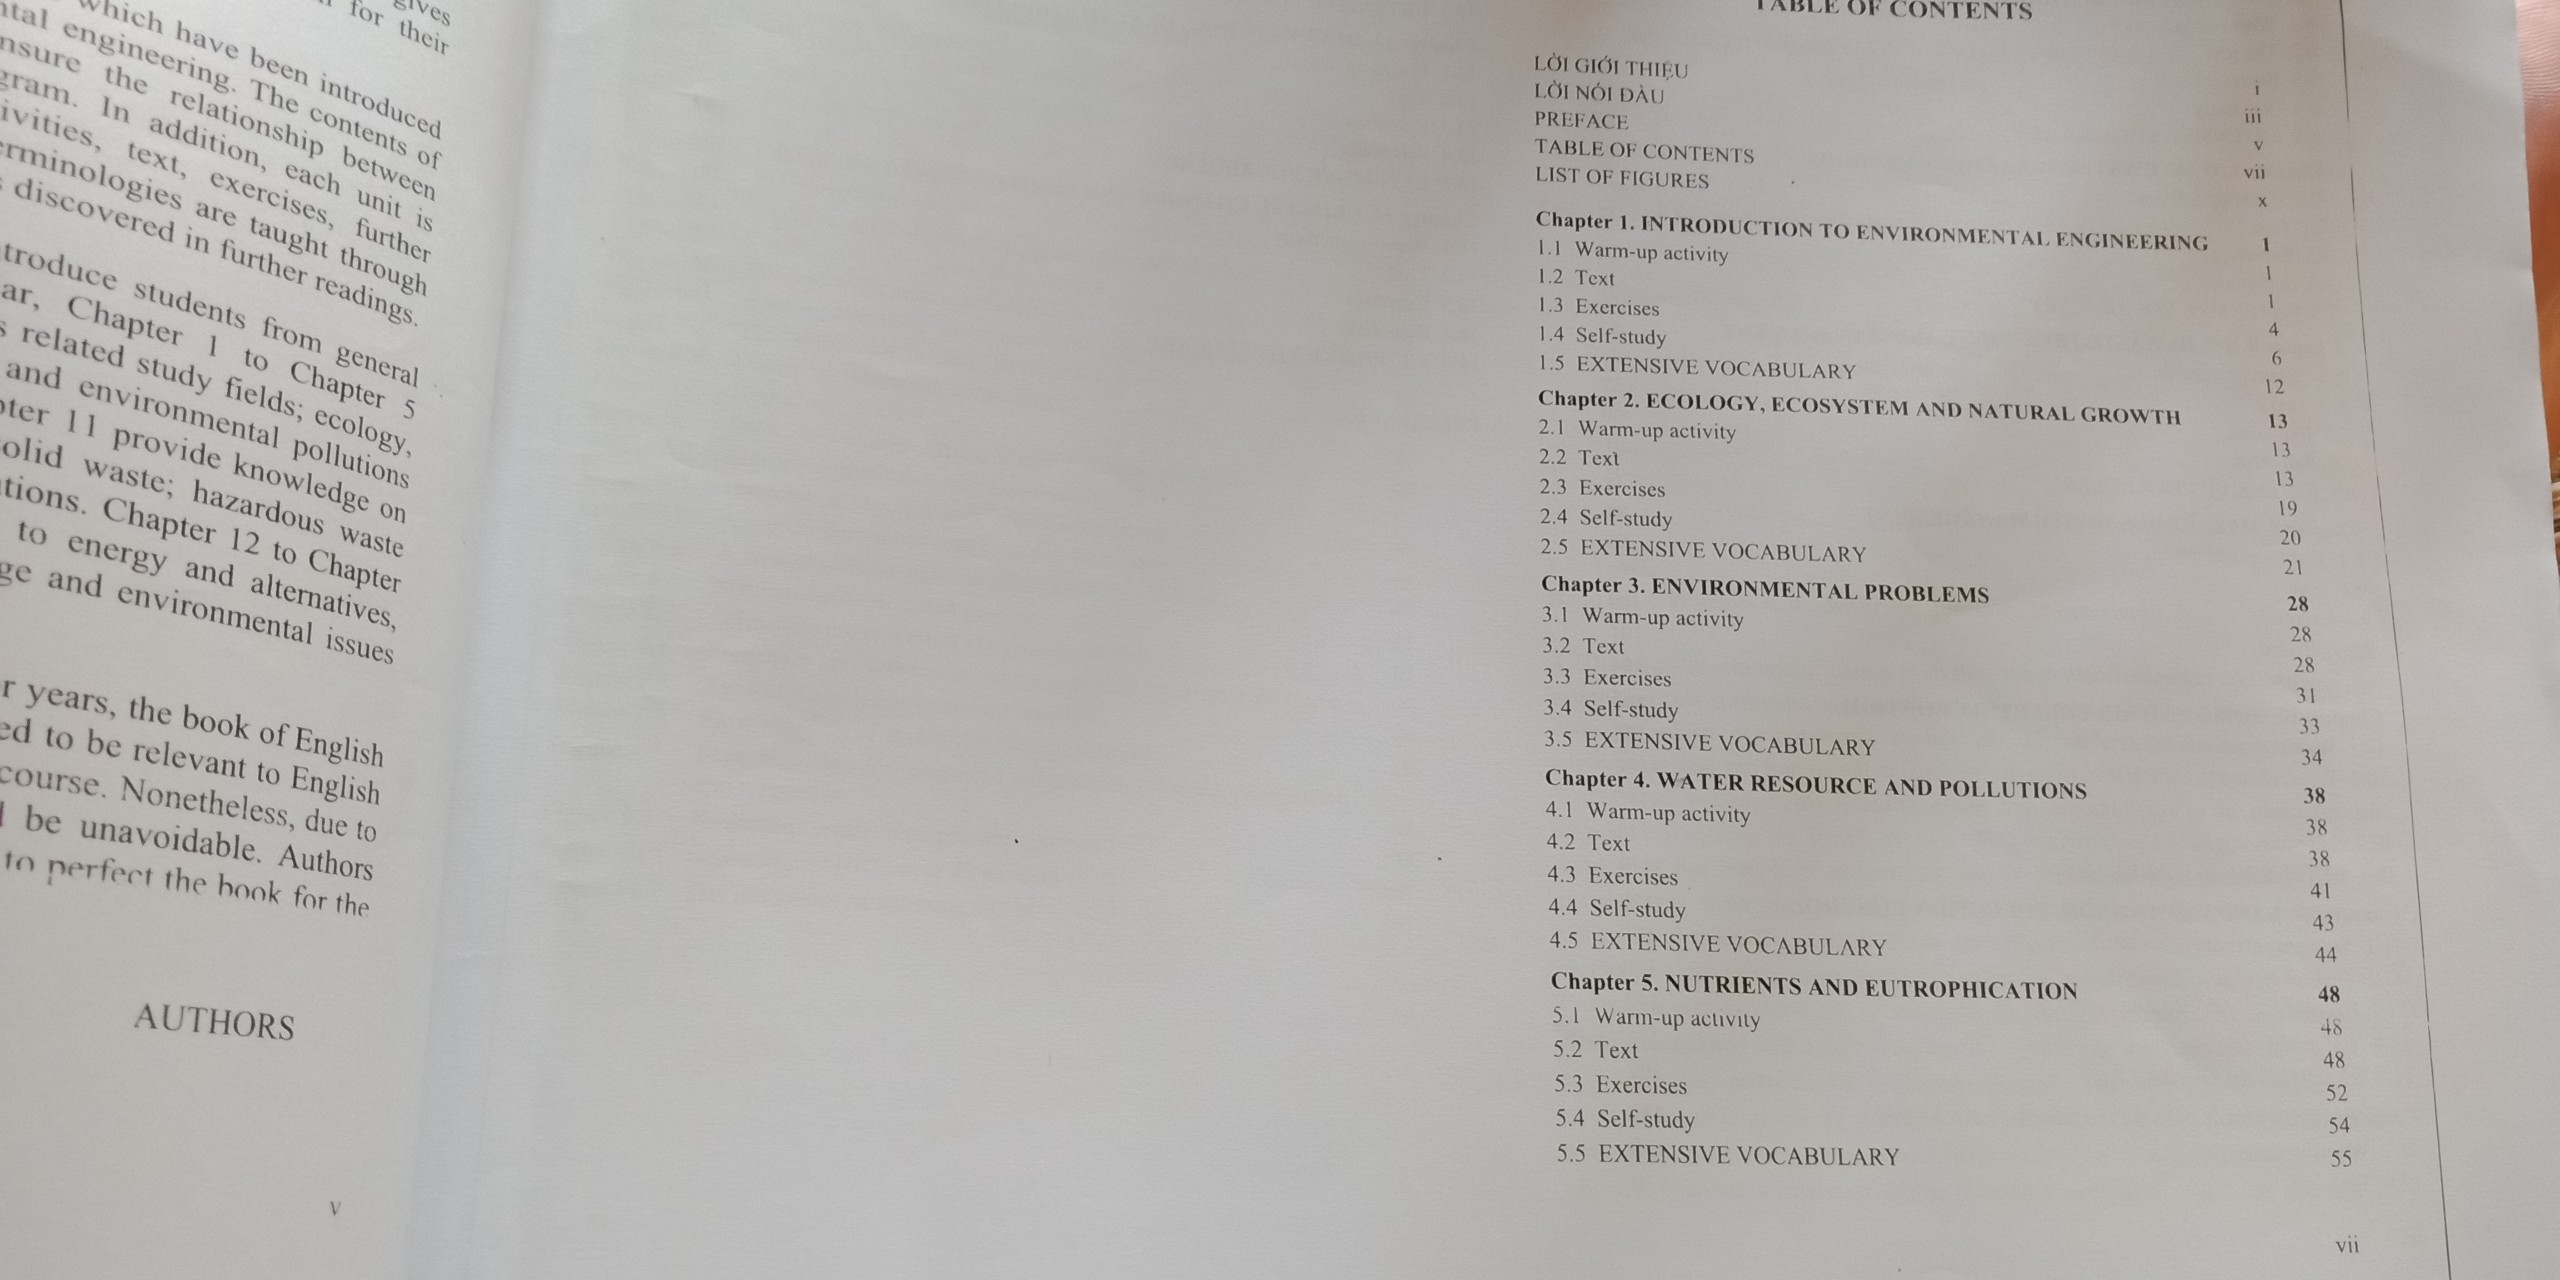 gives
for their
which have been introduced
engineering. The contents of
the relationship between
In addition, each unit is
text, exercises, further
are taught through
discovered in further readings.
students from general
Chapter 1 to Chapter 5
related study fields; ecology,
and environmental pollutions
11 provide knowledge on
waste; hazardous waste
Chapter 12 to Chapter
to energy and alternatives,
and environmental issues
years, the book of English
to be relevant to English
course. Nonetheless, due to
be unavoidable. Authors
to perfect the book for the
AUTHORS
v
TABLE OF CONTENTS
LỜI GIỚI THIỆU i
LỜI NÓI ĐẦU iii
PREFACE v
TABLE OF CONTENTS vii
LIST OF FIGURES x
Chapter 1. INTRODUCTION TO ENVIRONMENTAL ENGINEERING 1
1.1 Warm-up activity 1
1.2 Text 1
1.3 Exercises 4
1.4 Self-study 6
1.5 EXTENSIVE VOCABULARY 12
Chapter 2. ECOLOGY, ECOSYSTEM AND NATURAL GROWTH 13
2.1 Warm-up activity 13
2.2 Text 13
2.3 Exercises 19
2.4 Self-study 20
2.5 EXTENSIVE VOCABULARY 21
Chapter 3. ENVIRONMENTAL PROBLEMS 28
3.1 Warm-up activity 28
3.2 Text 28
3.3 Exercises 31
3.4 Self-study 33
3.5 EXTENSIVE VOCABULARY 34
Chapter 4. WATER RESOURCE AND POLLUTIONS 38
4.1 Warm-up activity 38
4.2 Text 38
4.3 Exercises 41
4.4 Self-study 43
4.5 EXTENSIVE VOCABULARY 44
Chapter 5. NUTRIENTS AND EUTROPHICATION 48
5.1 Warm-up activity 48
5.2 Text 48
5.3 Exercises 52
5.4 Self-study 54
5.5 EXTENSIVE VOCABULARY 55
vii